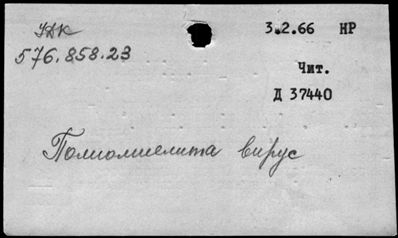 УДК
576.858.23
3.2.66 НР
Чит.
Д 37440
Полиомиелита вирус